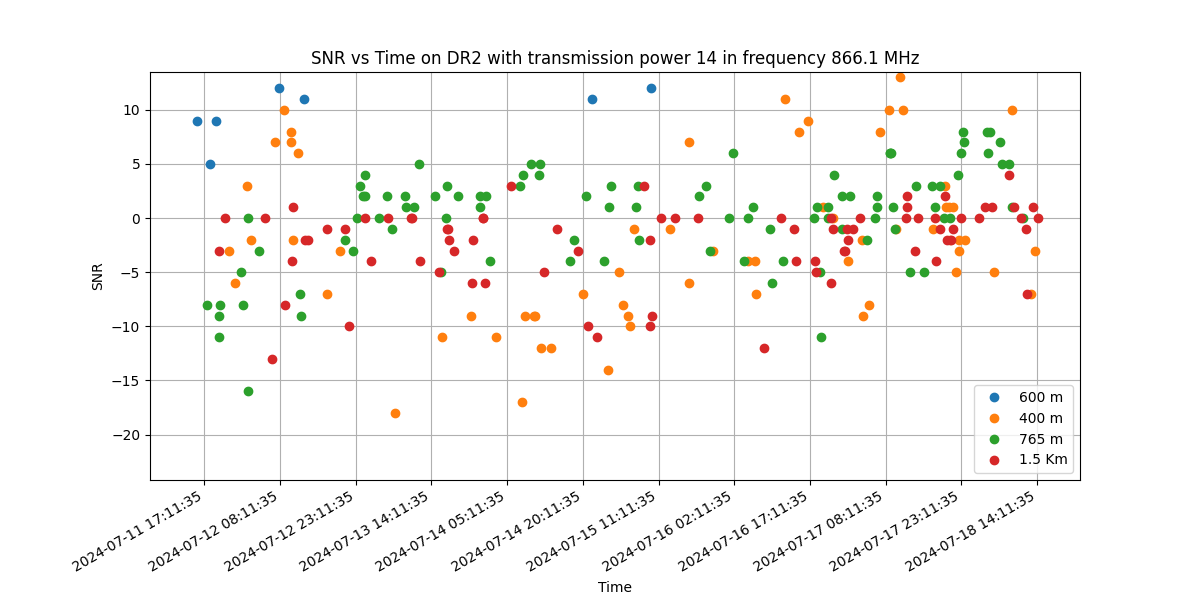 SNR vs Time on DR2 with transmission power 14 in frequency 866.1 MHz
10
5
0
−5
−10
−15
−20
SNR
600 m
400 m
765 m
1.5 Km
2024-07-11 17:11:35
2024-07-12 08:11:35
2024-07-12 23:11:35
2024-07-13 14:11:35
2024-07-14 05:11:35
2024-07-14 20:11:35
2024-07-15 11:11:35
2024-07-16 02:11:35
2024-07-16 17:11:35
2024-07-17 08:11:35
2024-07-17 23:11:35
2024-07-18 14:11:35
Time